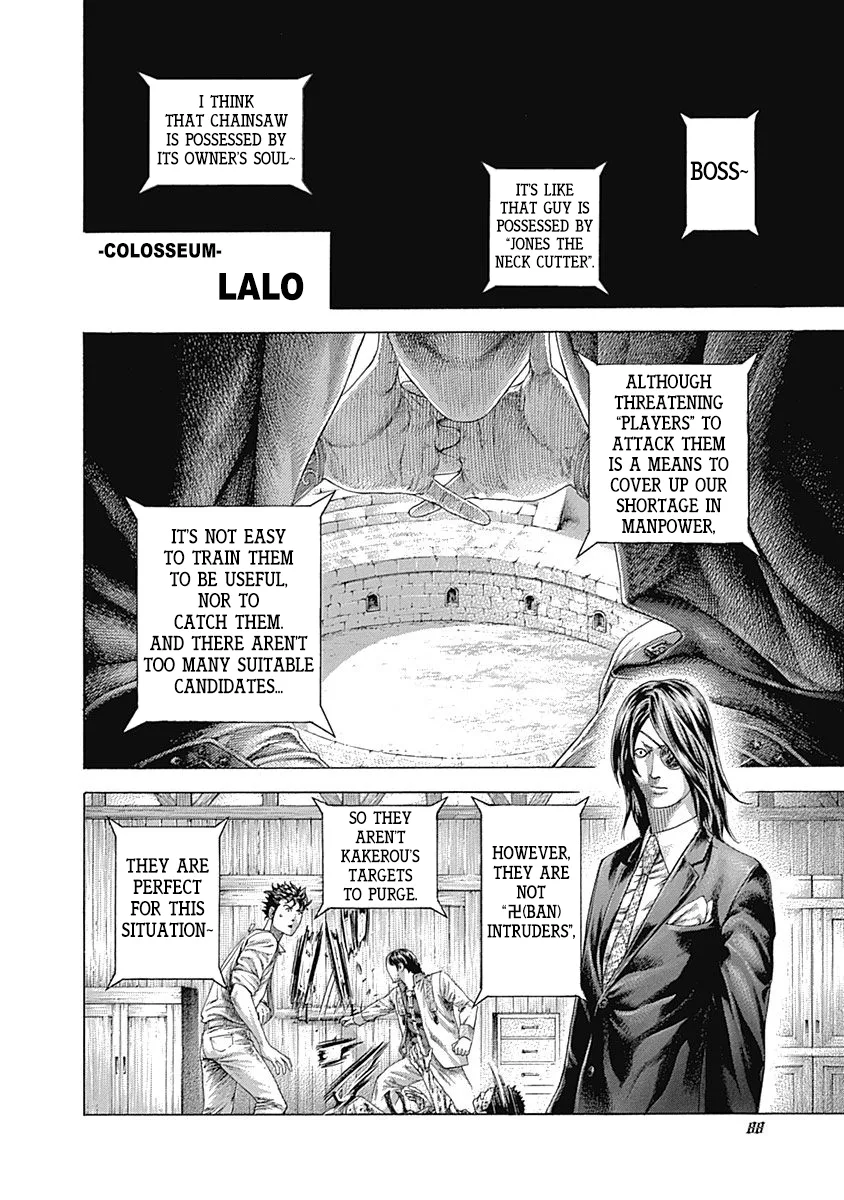 BOSS~
IT'S LIKE
THAT GUY IS
POSSESSED BY
"JONES THE
NECK CUTTER".
I THINK
THAT CHAINSAW
IS POSSESSED BY
ITS OWNER'S SOUL~
-COLOSSEUM-
LALO
ALTHOUGH
THREATENING
"PLAYERS" TO
ATTACK THEM
IS A MEANS TO
COVER UP OUR
SHORTAGE IN
MANPOWER,
IT'S NOT EASY
TO TRAIN THEM
TO BE USEFUL,
NOR TO
CATCH THEM.
AND THERE AREN'T
TOO MANY SUITABLE
CANDIDATES...
HOWEVER,
THEY ARE
NOT
"卍(BAN)
INTRUDERS",
SO THEY
AREN'T
KAKEROU'S
TARGETS
TO PURGE.
THEY ARE
PERFECT
FOR THIS
SITUATION~
88